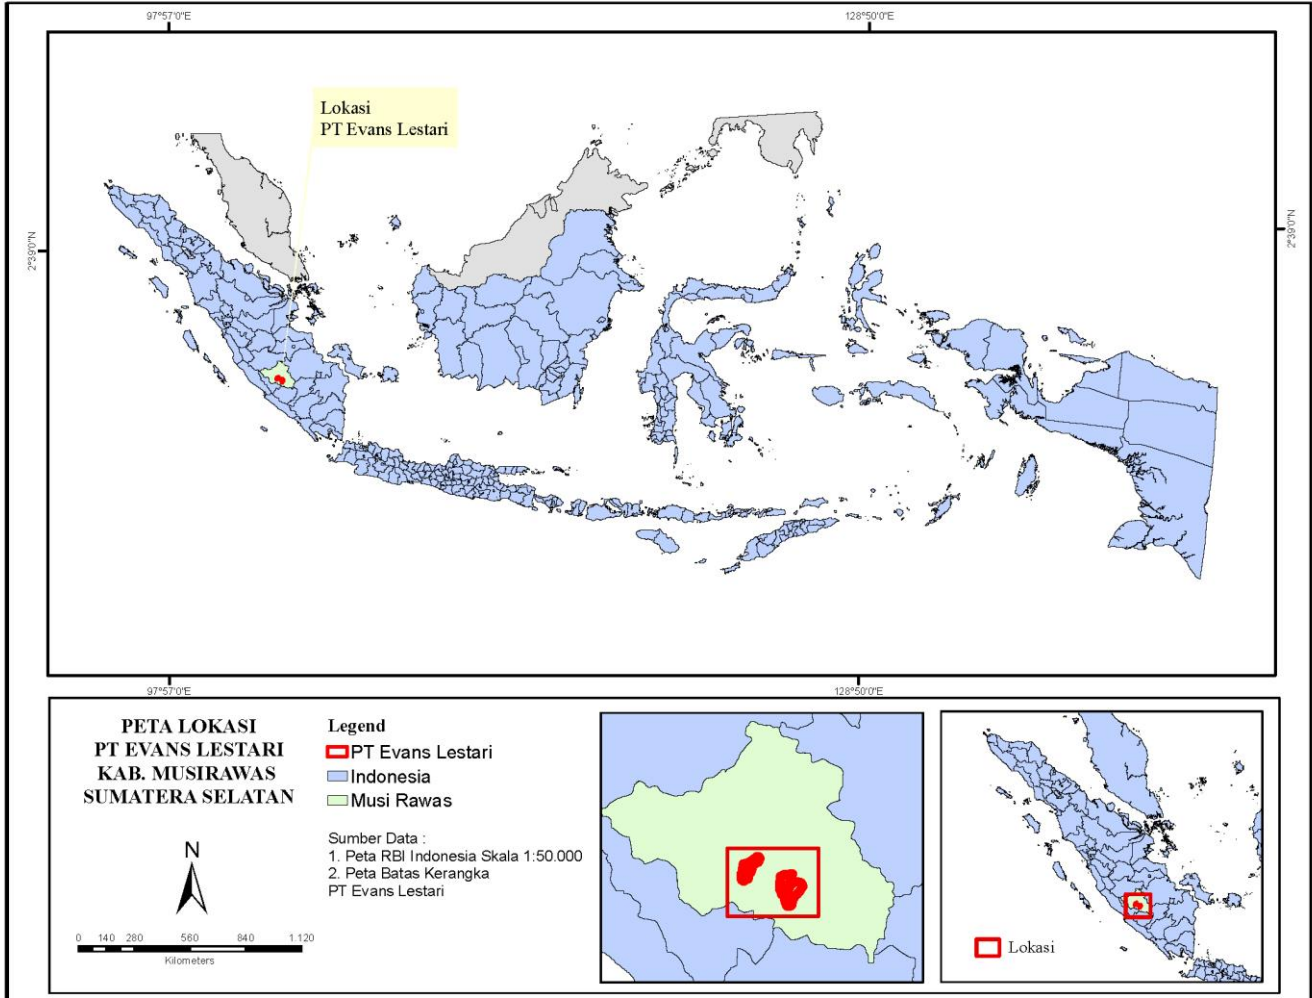 97°57'0"E
128°50'0"E
Lokasi
PT Evans Lestari
2°39'0"N
2°39'0"N
97°57'0"E
128°50'0"E
PETA LOKASI
PT EVANS LESTARI
KAB. MUSIRAWAS
SUMATERA SELATAN
N
0 140 280 560 840 1.120
Kilometers
Legend
PT Evans Lestari
Indonesia
Musi Rawas
Sumber Data :
1. Peta RBI Indonesia Skala 1:50.000
2. Peta Batas Kerangka
PT Evans Lestari
Lokasi